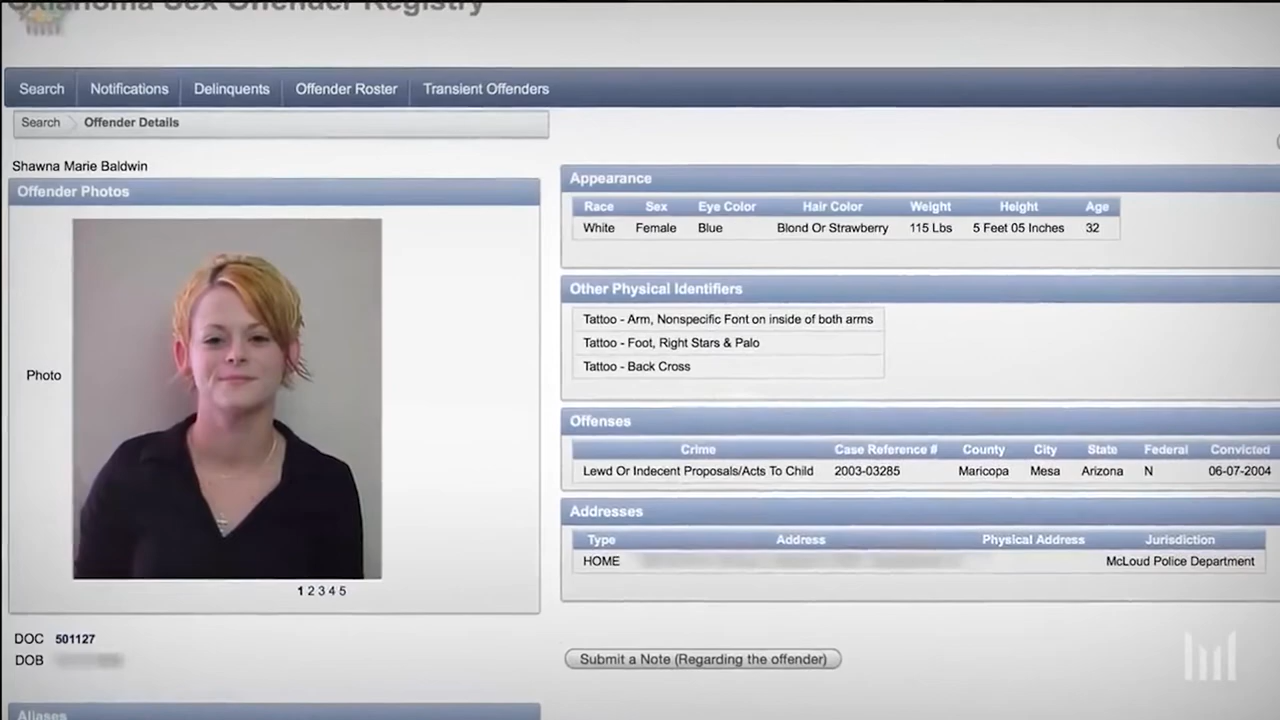 Oklahoma Sex Offender Registry
Search Notifications Delinquents Offender Roster Transient Offenders
Search Offender Details
Shawna Marie Baldwin
Offender Photos
Photo
1 2 3 4 5
DOC 501127
DOB
Aliases
Appearance
Race Sex Eye Color Hair Color Weight Height Age
White Female Blue Blond Or Strawberry 115 Lbs 5 Feet 05 Inches 32
Other Physical Identifiers
Tattoo - Arm, Nonspecific Font on inside of both arms
Tattoo - Foot, Right Stars & Palo
Tattoo - Back Cross
Offenses
Crime Case Reference # County City State Federal Convicted
Lewd Or Indecent Proposals/Acts To Child 2003-03285 Maricopa Mesa Arizona N 06-07-2004
Addresses
Type Address Physical Address Jurisdiction
HOME McLoud Police Department
Submit a Note (Regarding the offender)